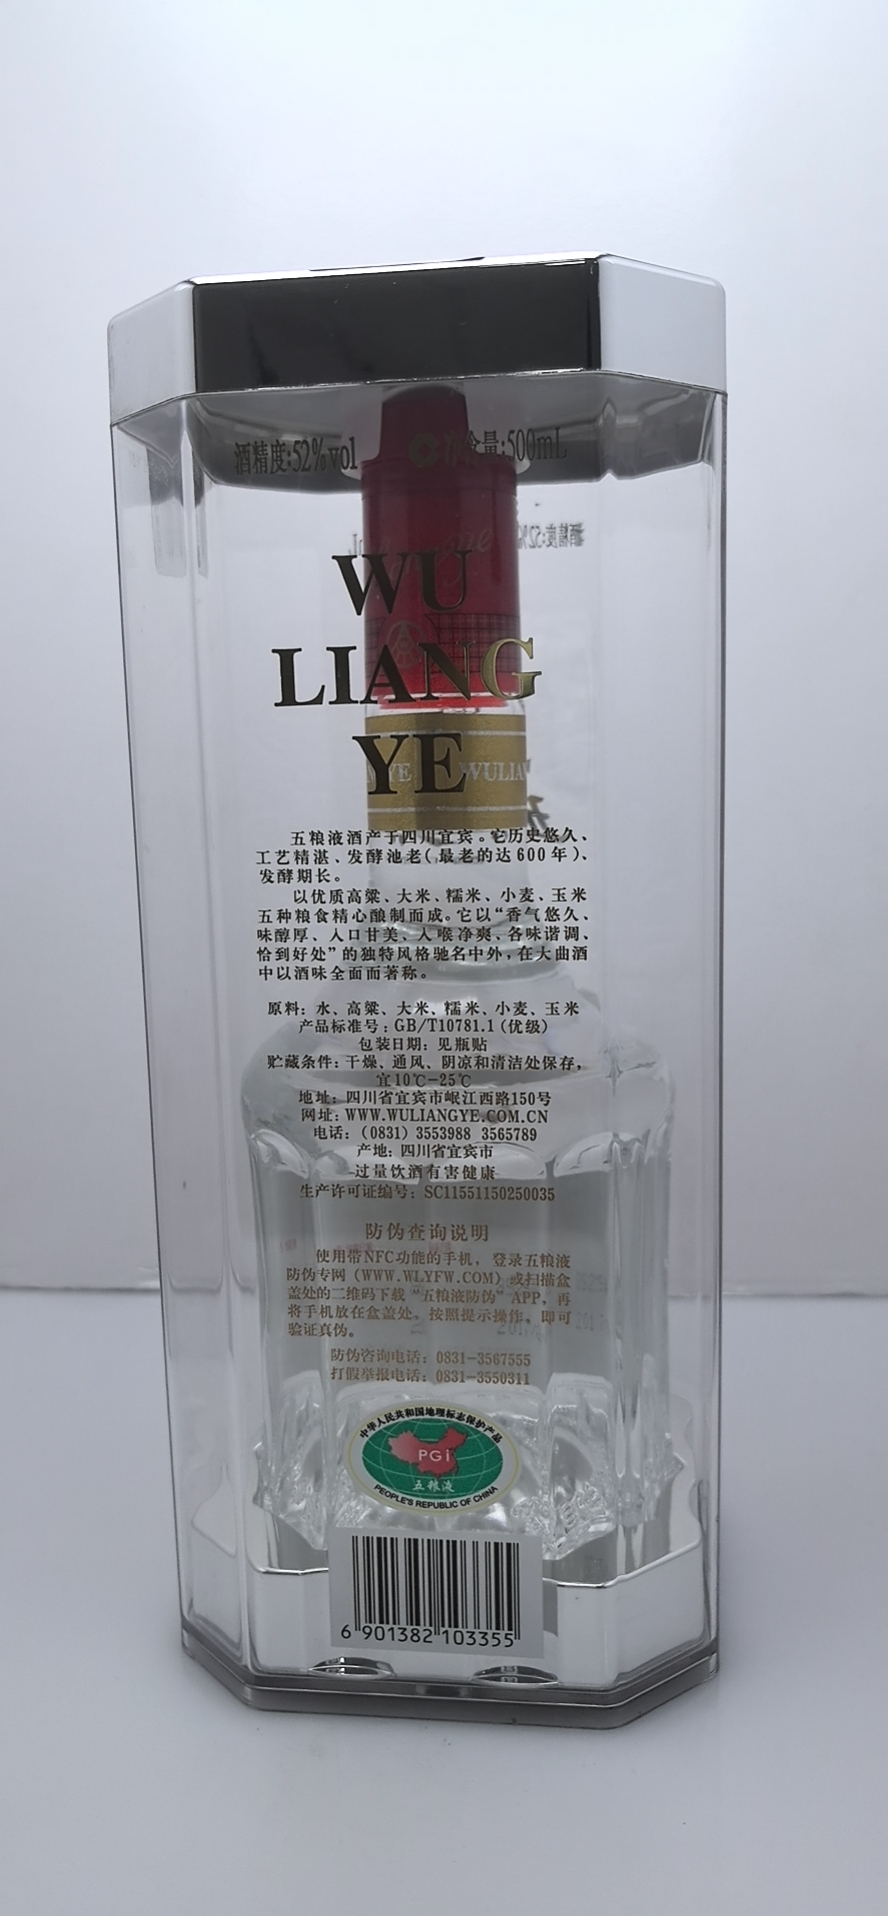 酒精度:52%vol
含量:500mL
WU
LIANG
YE
YE WULIA
五粮液酒产于四川宜宾。它历史悠久、
工艺精湛、发酵池老(最老的达600年)、
发酵期长。
以优质高粱、大米、糯米、小麦、玉米
五种粮食精心酿制而成。它以“香气悠久、
味醇厚、入口甘美、入喉净爽、各味谐调、
恰到好处”的独特风格驰名中外,在大曲酒
中以酒味全面而著称。
原料: 水、高粱、大米、糯米、小麦、玉米
产品标准号: GB/T10781.1 (优级)
包装日期: 见瓶贴
贮藏条件: 干燥、通风、阴凉和清洁处保存,
宜10℃-25℃
地址: 四川省宜宾市岷江西路150号
网址: WWW.WULIANGYE.COM.CN
电话: (0831) 3553988 3565789
产地: 四川省宜宾市
过量饮酒有害健康
生产许可证编号: SC11551150250035
防伪查询说明
使用带NFC功能的手机, 登录五粮液
防伪专网 (WWW.WLYFW.COM) 或扫描盒
盖处的二维码下载“五粮液防伪”APP, 再
将手机放在盒盖处, 按照提示操作, 即可
验证真伪。
防伪咨询电话: 0831-3567555
打假举报电话: 0831-3550311
中华人民共和国地理标志保护产品
PGi
五粮液
PEOPLE'S REPUBLIC OF CHINA
6 901382 103355